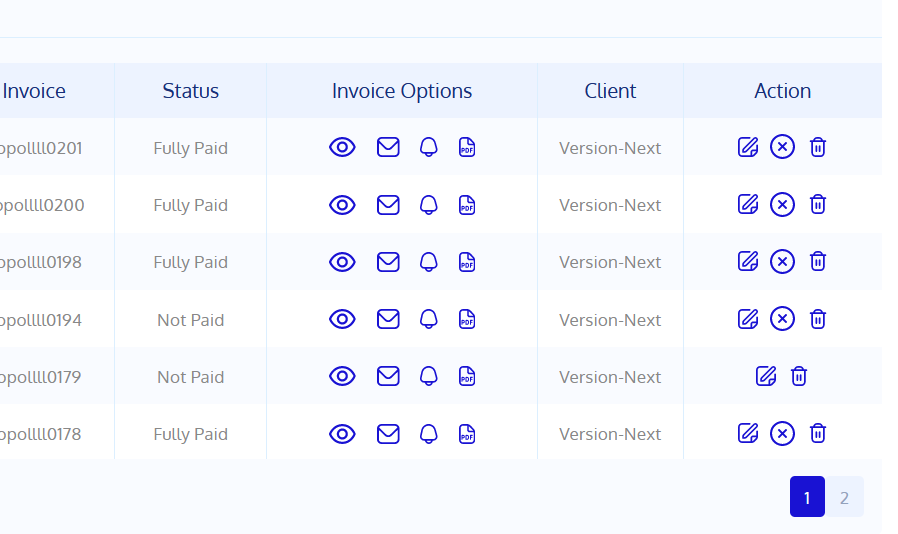 Invoice Status Invoice Options Client Action
opollll0201 Fully Paid PDF Version-Next
opollll0200 Fully Paid PDF Version-Next
opollll0198 Fully Paid PDF Version-Next
opollll0194 Not Paid PDF Version-Next
opollll0179 Not Paid PDF Version-Next
opollll0178 Fully Paid PDF Version-Next
1 2